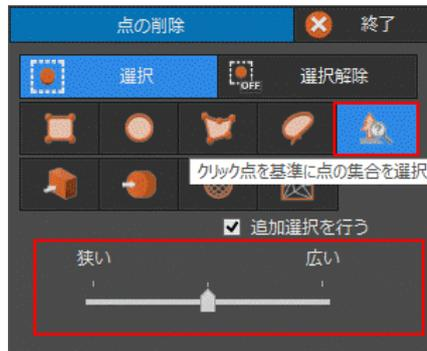 点の削除 終了
選択 選択解除
OFF
クリック点を基準に点の集合を選択
追加選択を行う
狭い 広い